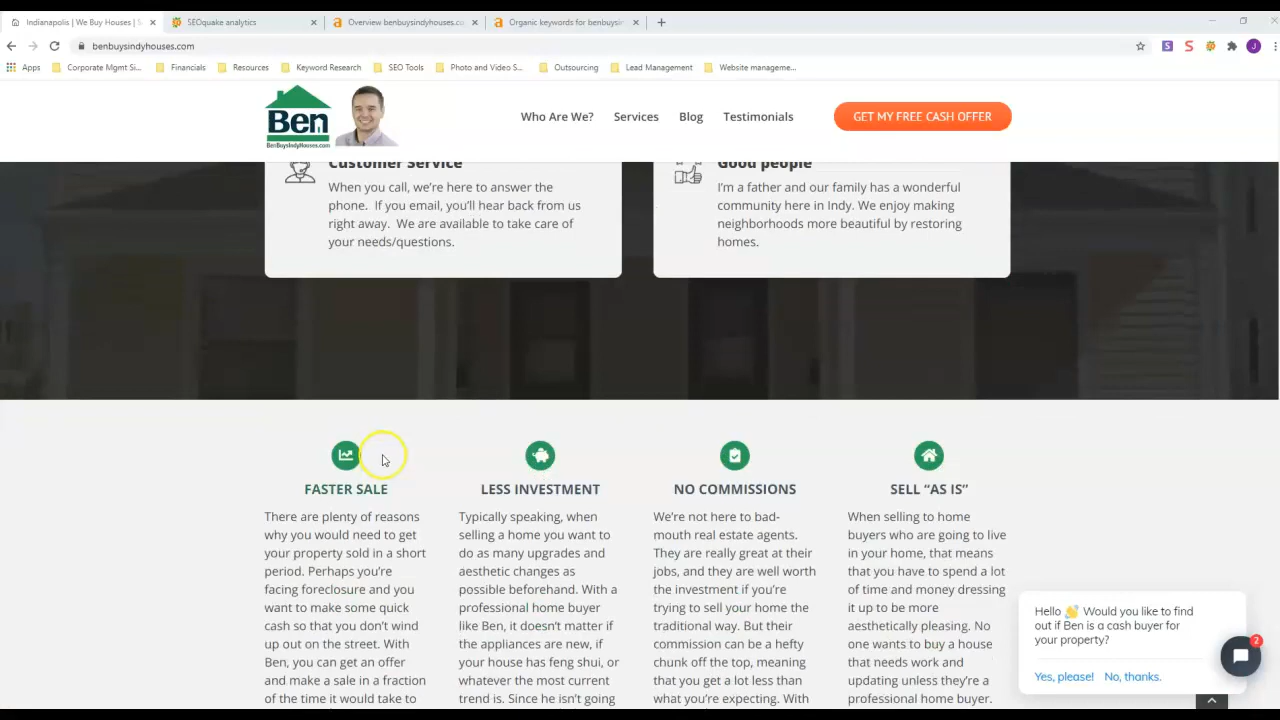 Indianapolis | We Buy Houses | S
SEOquake analytics
Overview benbuysindyhouses.co
Organic keywords for benbuysin
benbuysindyhouses.com
Apps
Corporate Mgmt Si...
Financials
Resources
Keyword Research
SEO Tools
Photo and Video S...
Outsourcing
Lead Management
Website manageme...
Ben
BenBuysIndyHouses.com
Who Are We?
Services
Blog
Testimonials
GET MY FREE CASH OFFER
Customer Service
When you call, we're here to answer the
phone. If you email, you'll hear back from us
right away. We are available to take care of
your needs/questions.
Good people
I'm a father and our family has a wonderful
community here in Indy. We enjoy making
neighborhoods more beautiful by restoring
homes.
FASTER SALE
There are plenty of reasons
why you would need to get
your property sold in a short
period. Perhaps you're
facing foreclosure and you
want to make some quick
cash so that you don't wind
up out on the street. With
Ben, you can get an offer
and make a sale in a fraction
of the time it would take to
LESS INVESTMENT
Typically speaking, when
selling a home you want to
do as many upgrades and
aesthetic changes as
possible beforehand. With a
professional home buyer
like Ben, it doesn't matter if
the appliances are new, if
your house has feng shui, or
whatever the most current
trend is. Since he isn't going
NO COMMISSIONS
We're not here to bad-
mouth real estate agents.
They are really great at their
jobs, and they are well worth
the investment if you're
trying to sell your home the
traditional way. But their
commission can be a hefty
chunk off the top, meaning
that you get a lot less than
what you're expecting. With
SELL “AS IS”
When selling to home
buyers who are going to live
in your home, that means
that you have to spend a lot
of time and money dressing
it up to be more
aesthetically pleasing. No
one wants to buy a house
that needs work and
updating unless they're a
professional home buyer.
Hello 👋 Would you like to find
out if Ben is a cash buyer for
your property?
Yes, please! No, thanks.
2
J